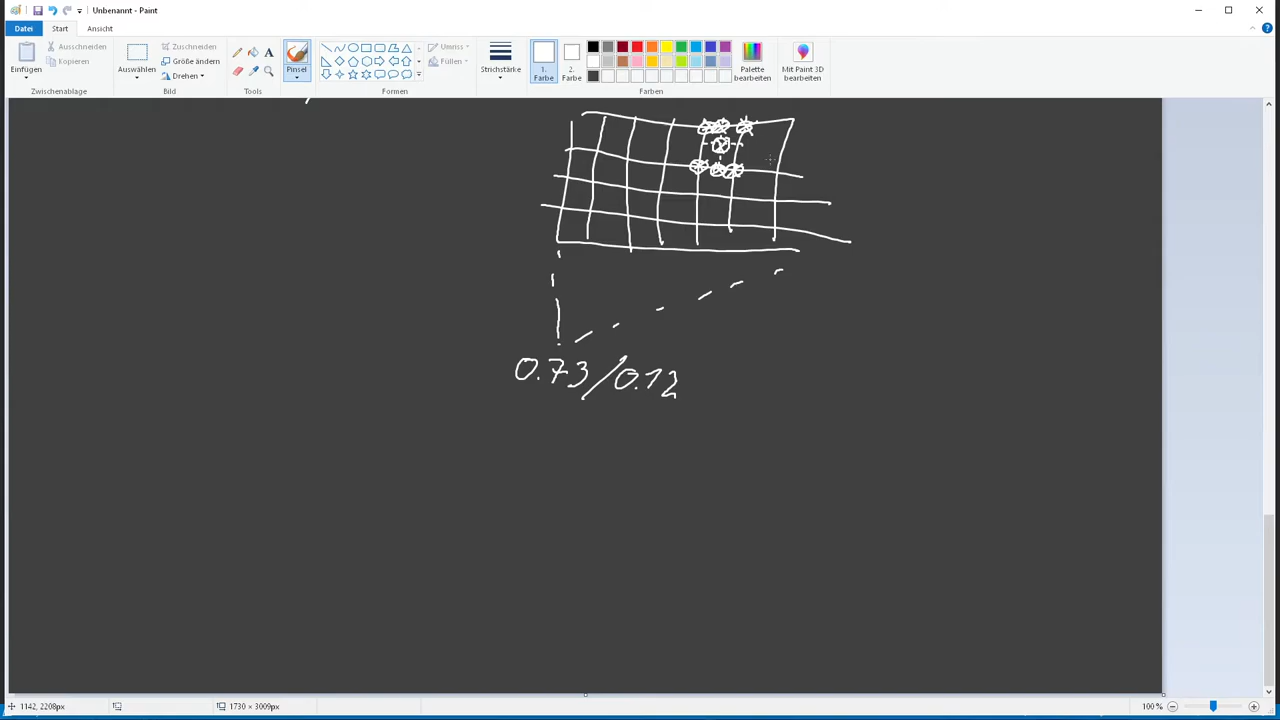 Unbenannt - Paint
Datei Start Ansicht
Einfügen
Ausschneiden
Kopieren
Zwischenablage
Auswählen
Größe ändern
Drehen
Bild
Tools
Pinsel
Formen
Umriss
Füllen
Strichstärke
1. Farbe
2. Farbe
Farben
Palette bearbeiten
Mit Paint 3D bearbeiten
0.73/0.12
1142, 2208px
1730 × 3009px
100 %